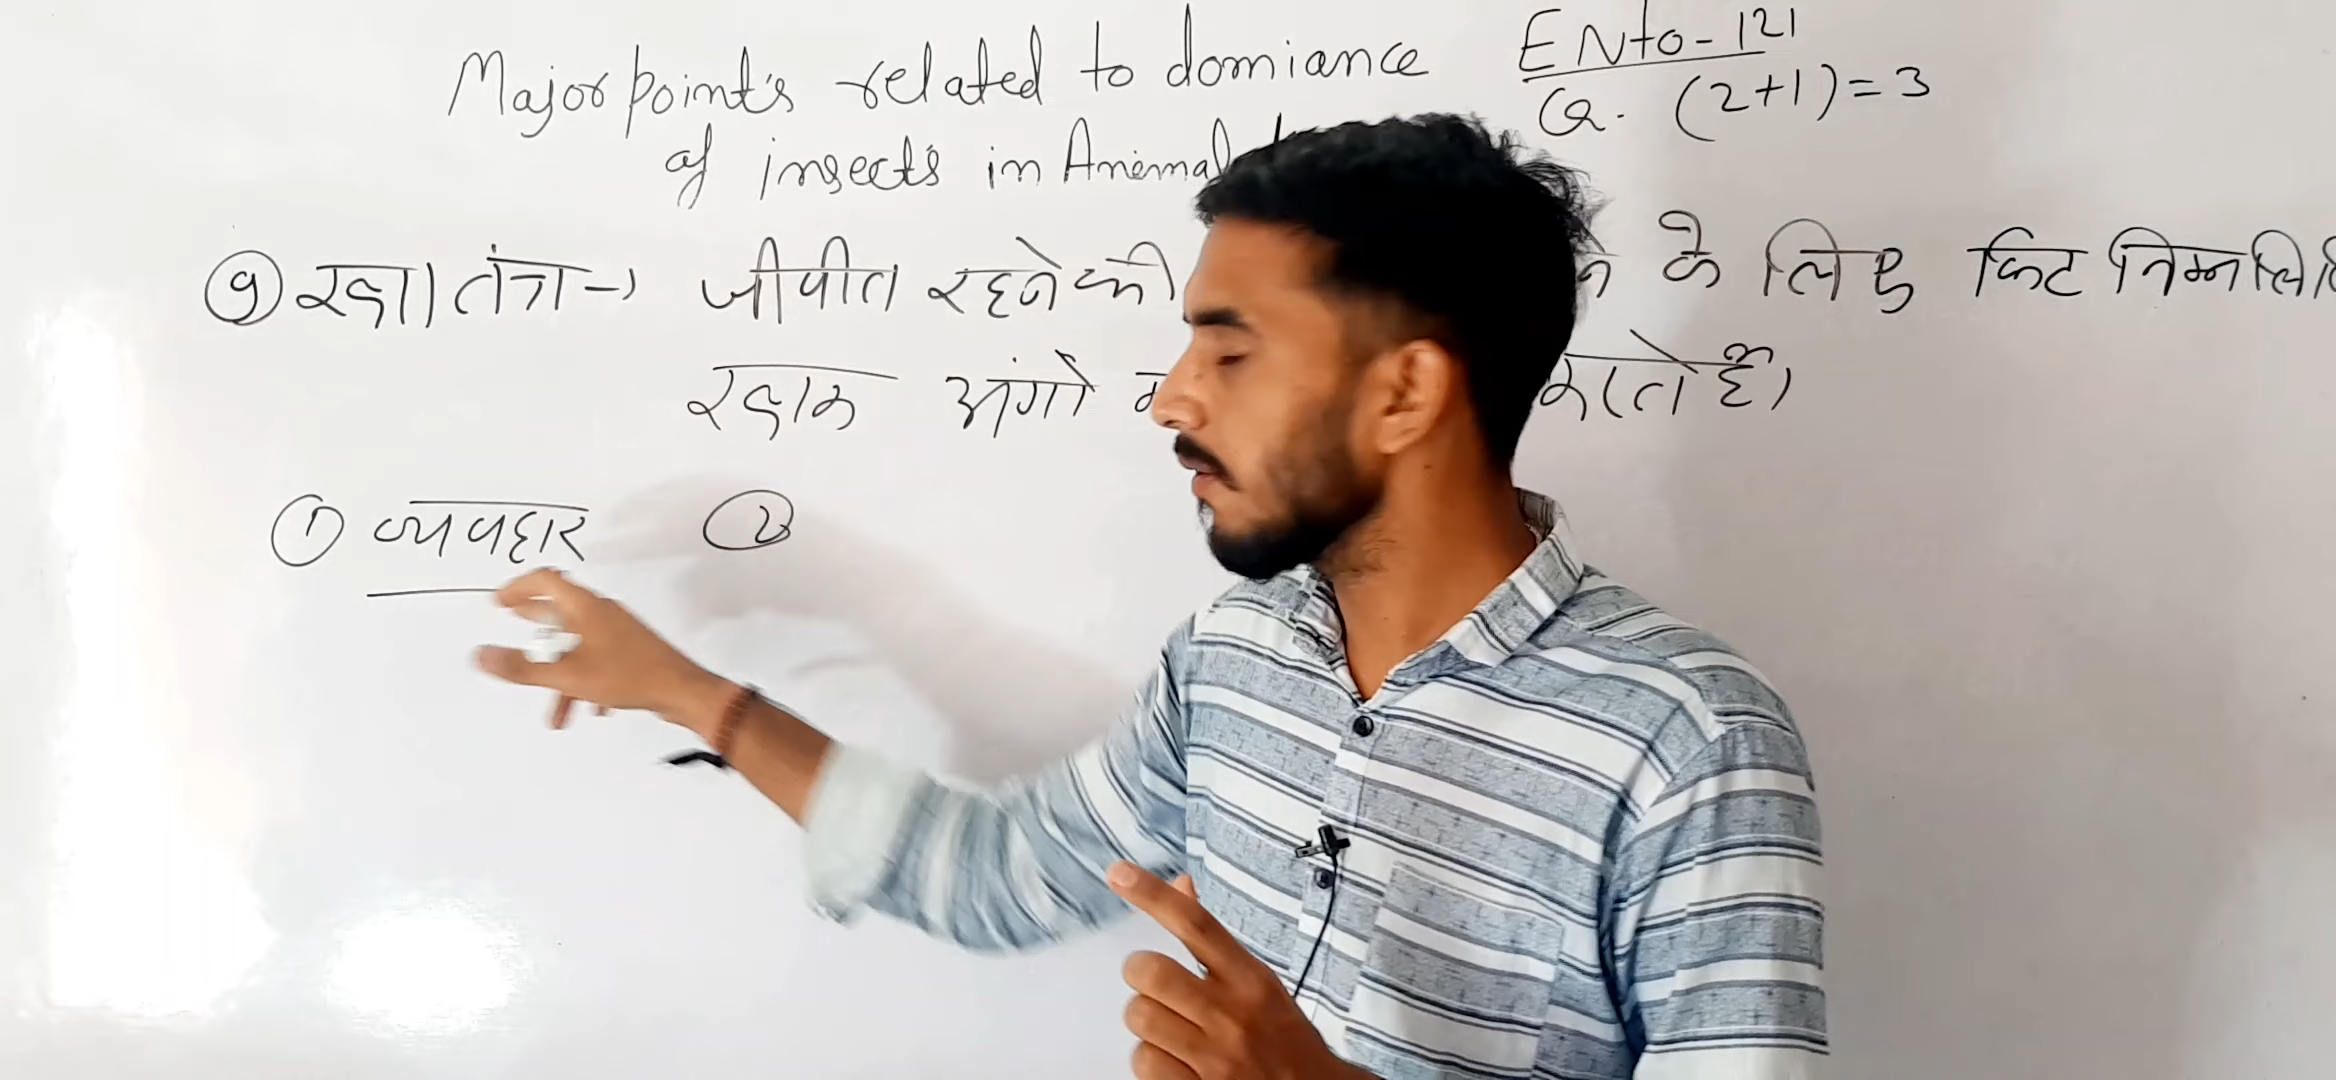 Major points related to domiance
of insects in Animal
ENto-121
Q. (2+1)=3
9 रक्षा तंत्र → जीवीत रहने की के लिए किट निम्नलि
रक्षक अंगो करते हैं।
① व्यवहार ②